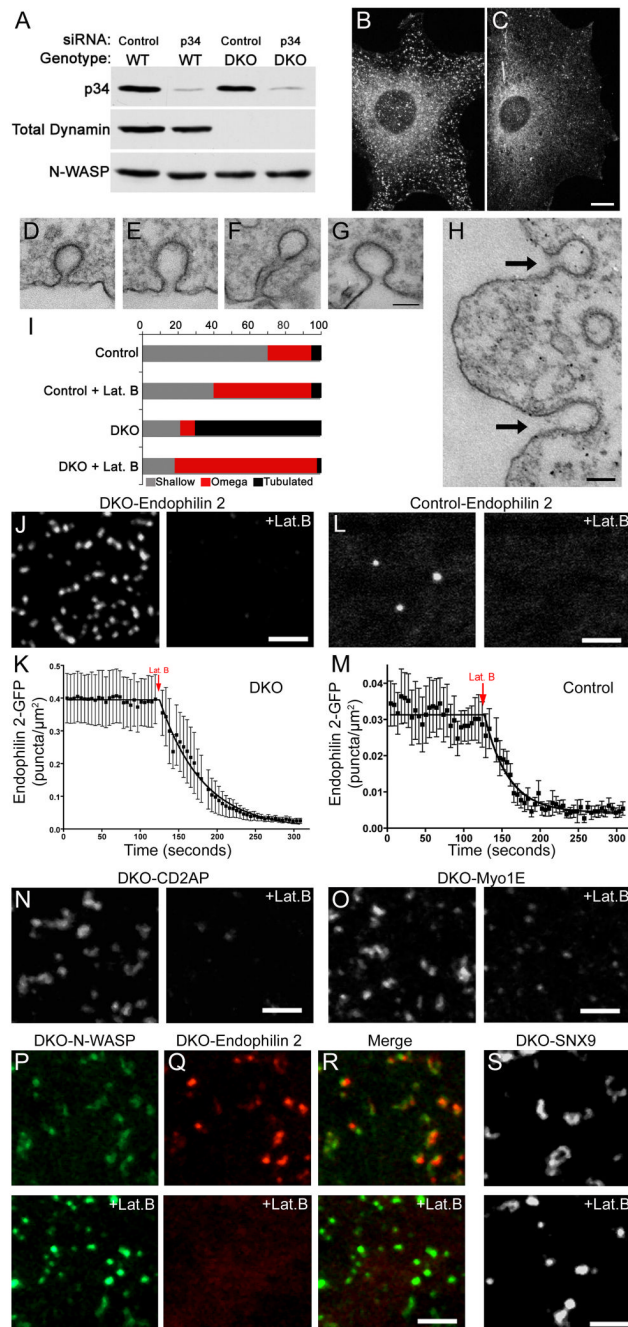 A
siRNA: Control p34 Control p34
Genotype: WT WT DKO DKO
p34
Total Dynamin
N-WASP
B
C
D
E
F
G
H
I
0 20 40 60 80 100
Control
Control + Lat. B
DKO
DKO + Lat. B
Shallow Omega Tubulated
DKO-Endophilin 2
J
+Lat.B
Control-Endophilin 2
L
+Lat.B
K
Lat. B
DKO
Endophilin 2-GFP
(puncta/µm²)
0.5
0.4
0.3
0.2
0.1
0.0
0 50 100 150 200 250 300
Time (seconds)
M
Lat. B
Control
Endophilin 2-GFP
(puncta/µm²)
0.04
0.03
0.02
0.01
0.00
0 50 100 150 200 250 300
Time (seconds)
DKO-CD2AP
N
+Lat.B
DKO-Myo1E
O
+Lat.B
DKO-N-WASP
DKO-Endophilin 2
Merge
DKO-SNX9
P
Q
R
S
+Lat.B
+Lat.B
+Lat.B
+Lat.B